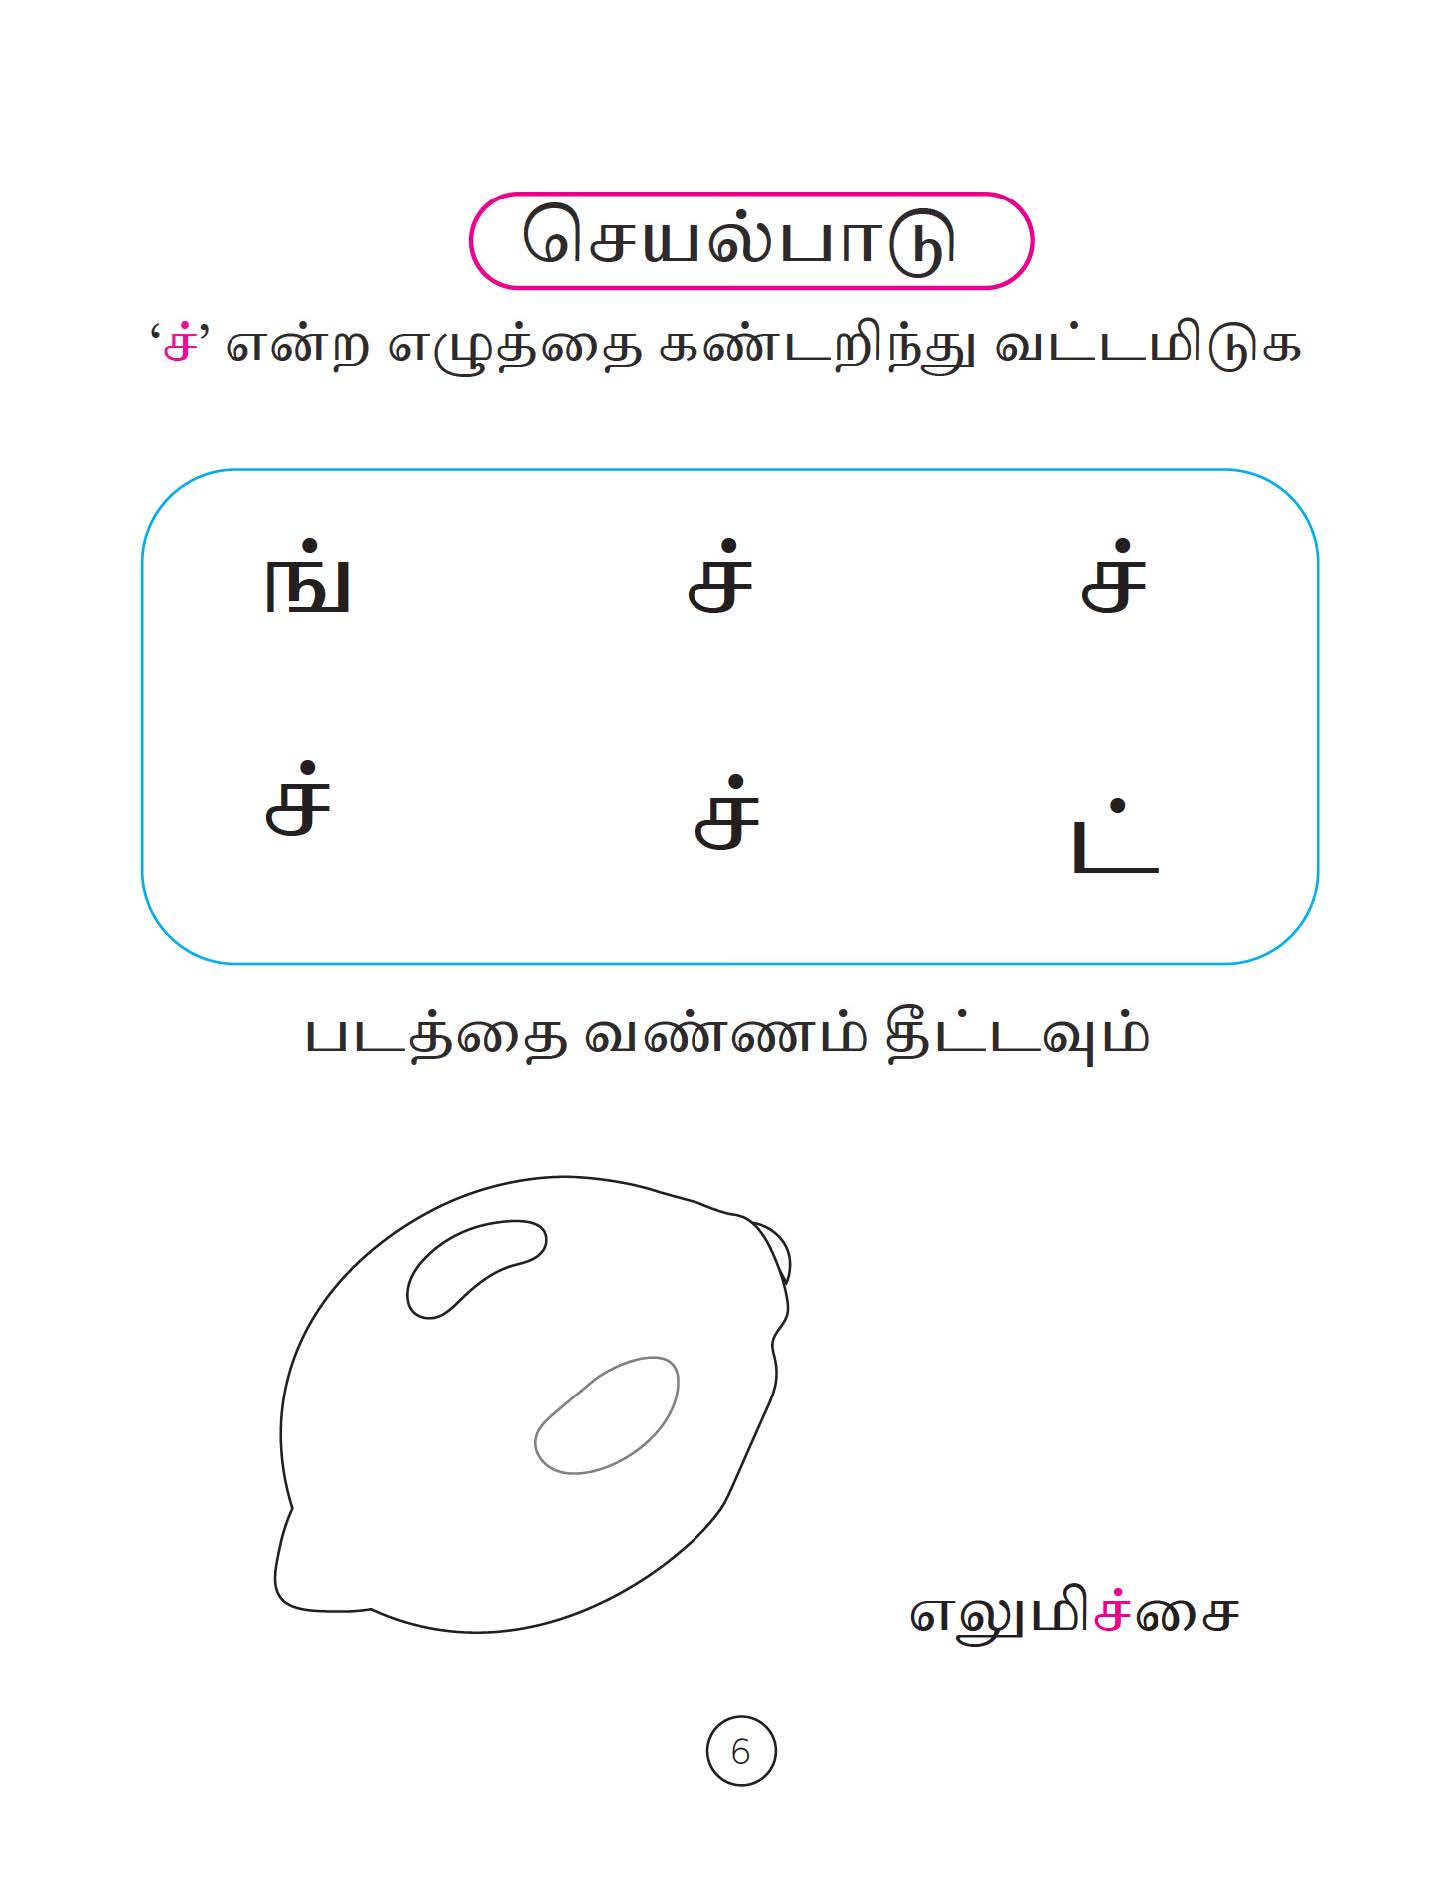 செயல்பாடு
‘ச்’ என்ற எழுத்தை கண்டறிந்து வட்டமிடுக
ங் ச் ச்
ச் ச் ட்
படத்தை வண்ணம் தீட்டவும்
எலுமிச்சை
6